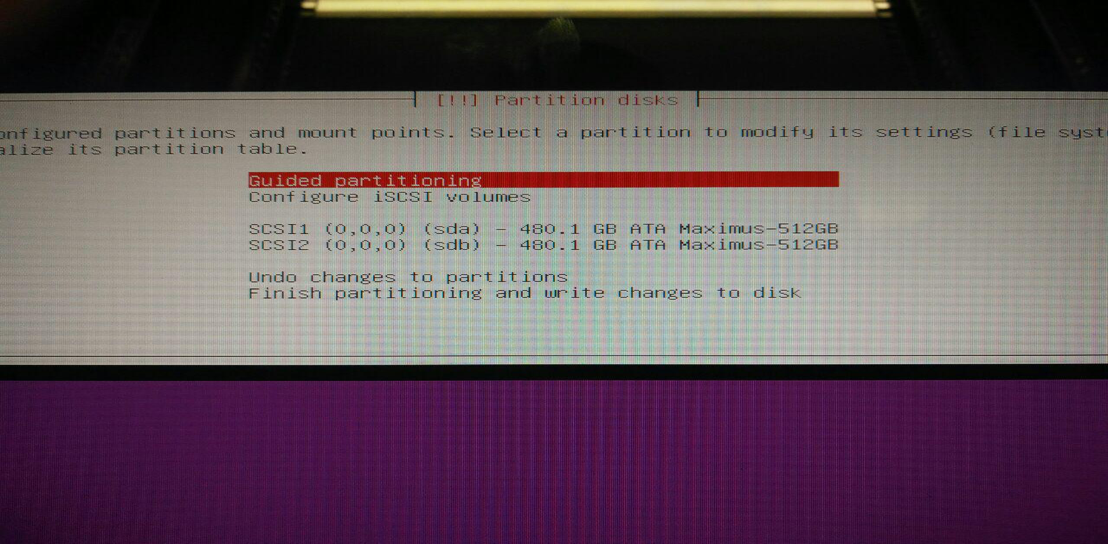 [!!] Partition disks
onfigured partitions and mount points. Select a partition to modify its settings (file syst
alize its partition table.
Guided partitioning
Configure iSCSI volumes
SCSI1 (0,0,0) (sda) - 480.1 GB ATA Maximus-512GB
SCSI2 (0,0,0) (sdb) - 480.1 GB ATA Maximus-512GB
Undo changes to partitions
Finish partitioning and write changes to disk